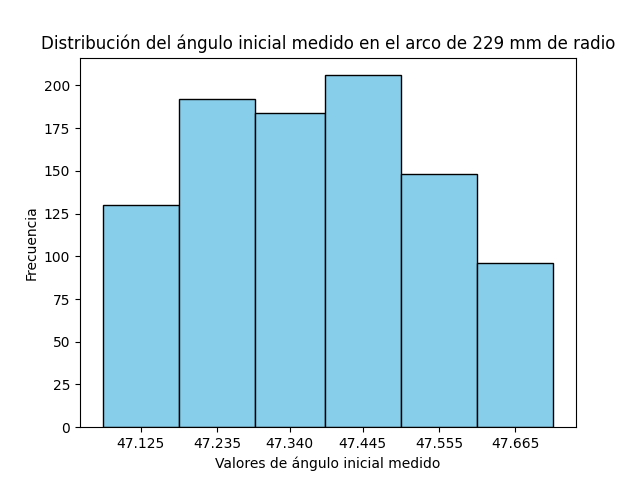 Distribución del ángulo inicial medido en el arco de 229 mm de radio
Frecuencia
200
175
150
125
100
75
50
25
0
47.125 47.235 47.340 47.445 47.555 47.665
Valores de ángulo inicial medido